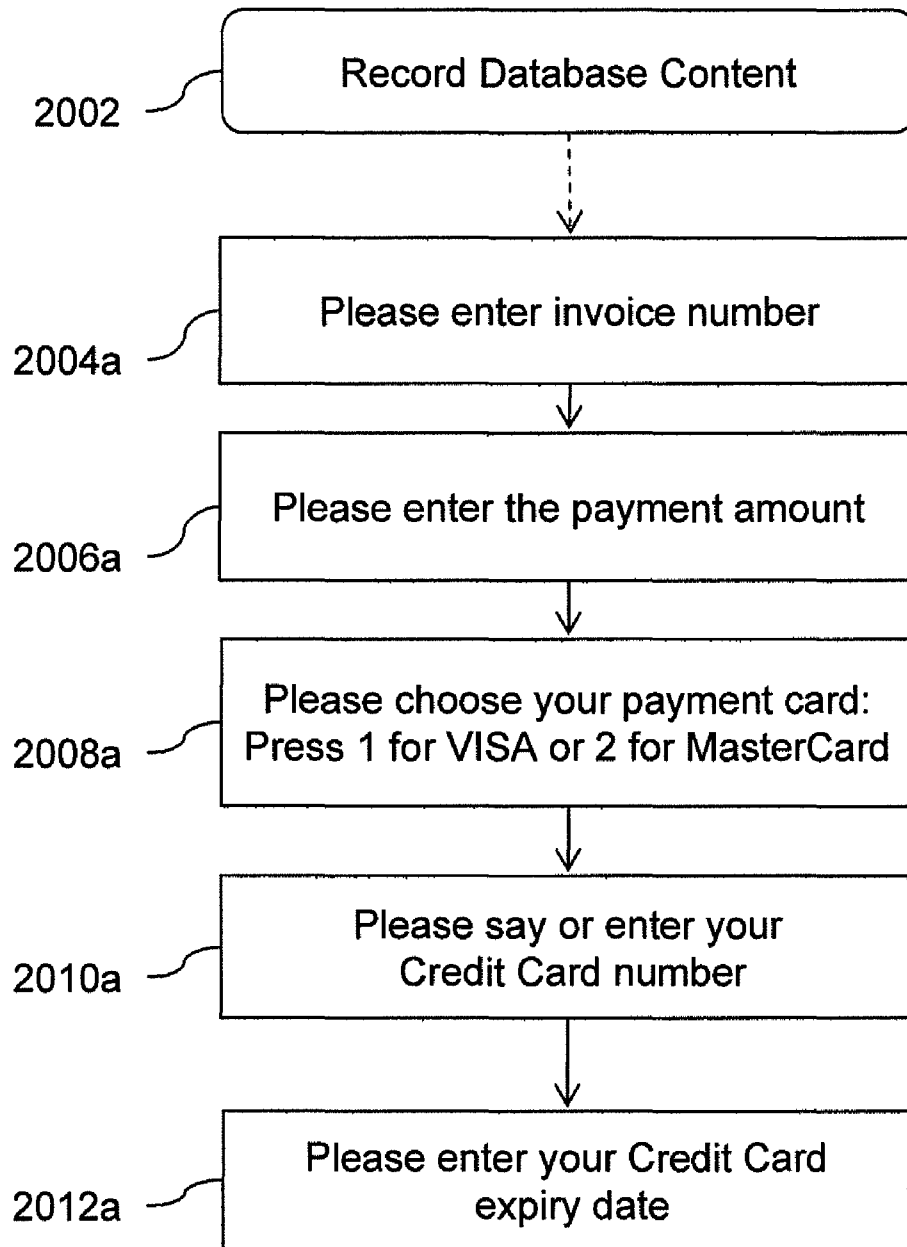 Record Database Content
2002
Please enter invoice number
2004a
Please enter the payment amount
2006a
Please choose your payment card:
Press 1 for VISA or 2 for MasterCard
2008a
Please say or enter your
Credit Card number
2010a
Please enter your Credit Card
expiry date
2012a